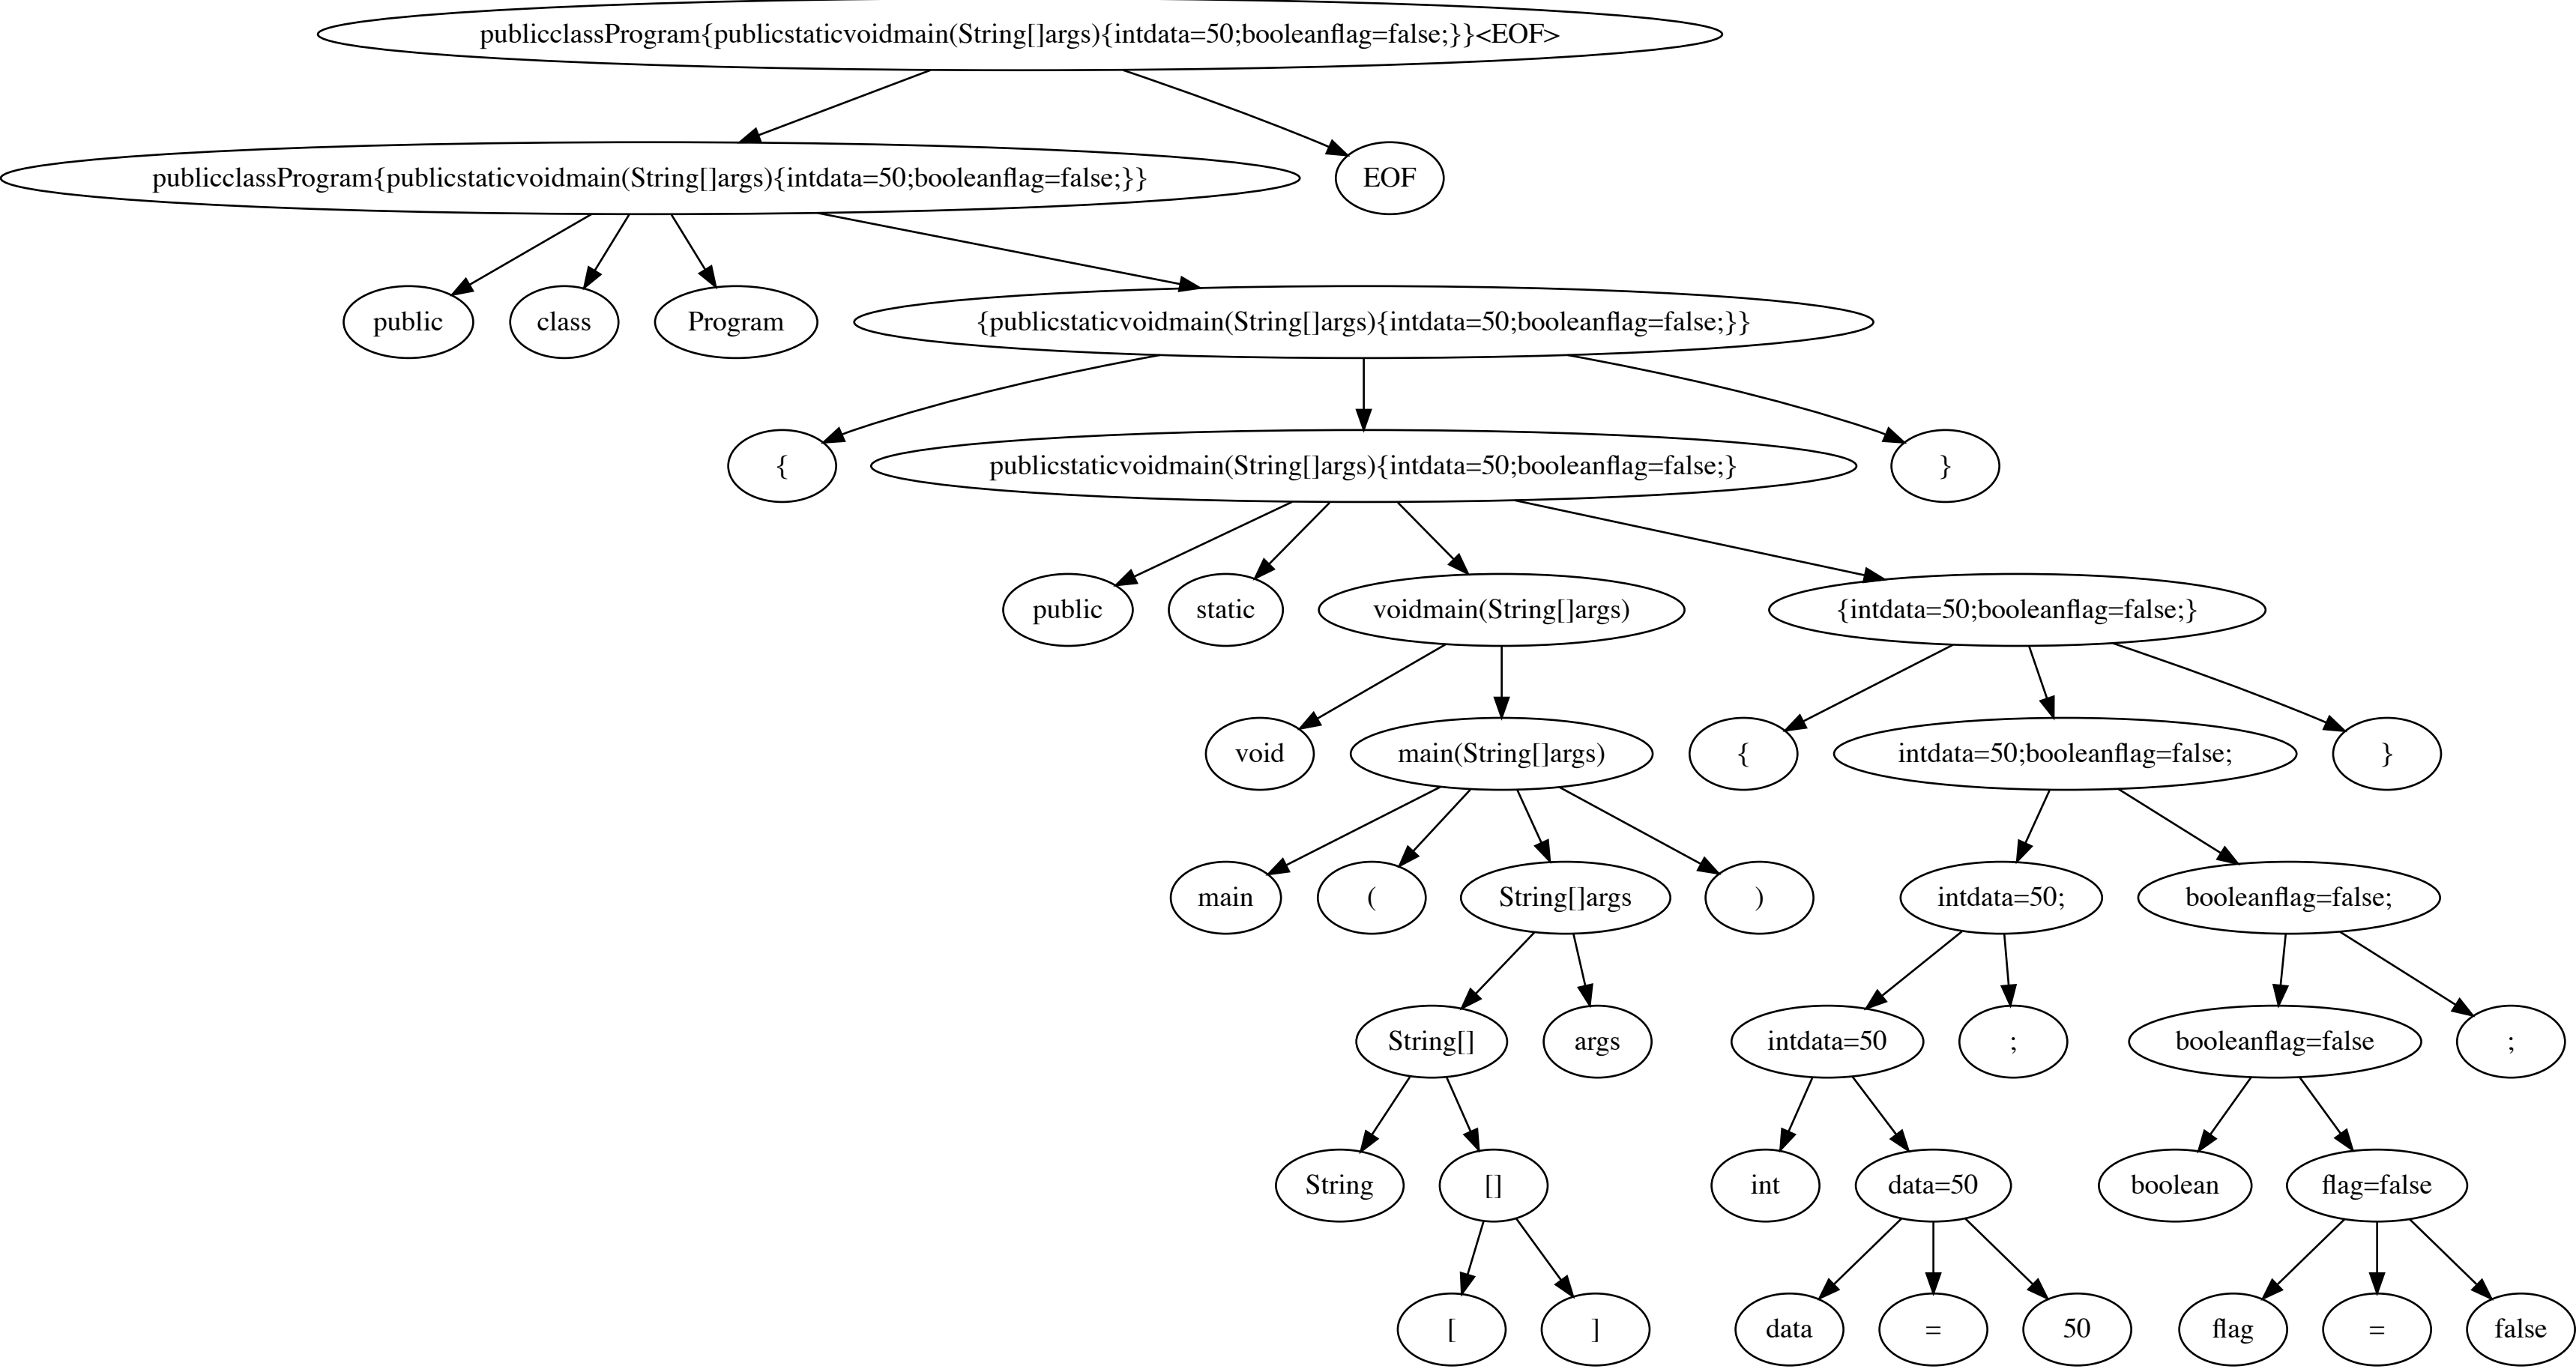 publicclassProgram{publicstaticvoidmain(String[]args){intdata=50;booleanflag=false;}}<EOF>
publicclassProgram{publicstaticvoidmain(String[]args){intdata=50;booleanflag=false;}}
EOF
public
class
Program
{publicstaticvoidmain(String[]args){intdata=50;booleanflag=false;}}
{
publicstaticvoidmain(String[]args){intdata=50;booleanflag=false;}
}
public
static
voidmain(String[]args)
{intdata=50;booleanflag=false;}
void
main(String[]args)
{
intdata=50;booleanflag=false;
}
main
(
String[]args
)
intdata=50;
booleanflag=false;
String[]
args
intdata=50
;
booleanflag=false
;
String
[]
int
data=50
boolean
flag=false
[
]
data
=
50
flag
=
false